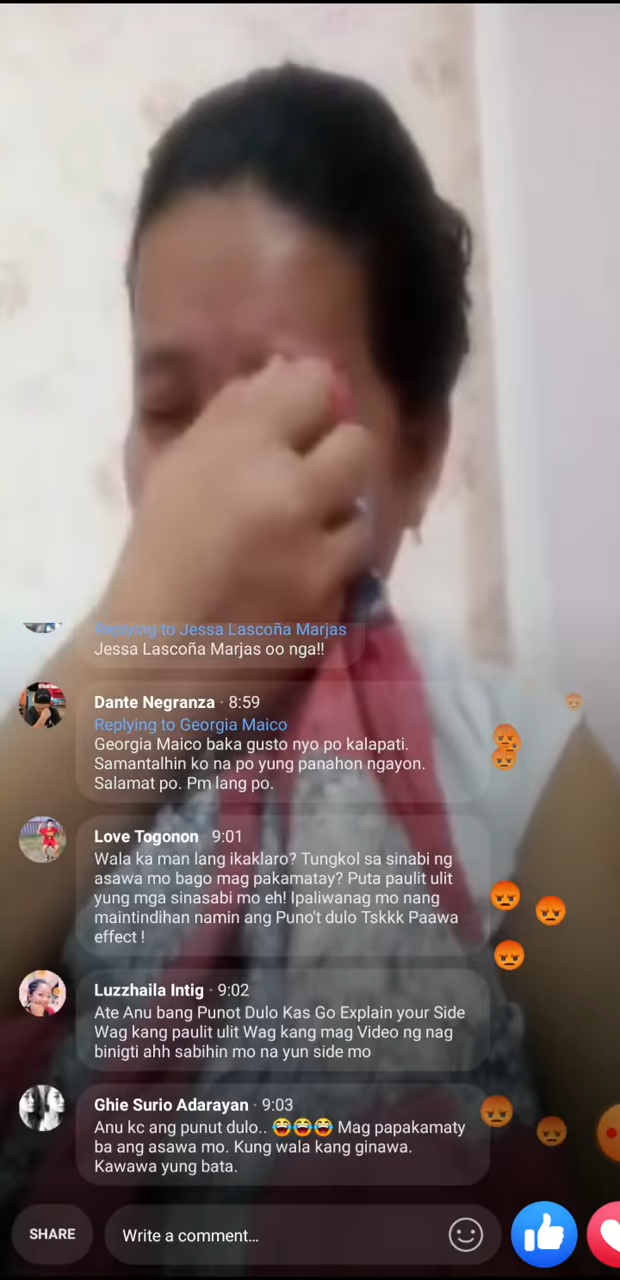 Replying to Jessa Lascoña Marjas
Jessa Lascoña Marjas oo nga!!
Dante Negranza · 8:59
Replying to Georgia Maico
Georgia Maico baka gusto nyo po kalapati.
Samantalhin ko na po yung panahon ngayon.
Salamat po. Pm lang po.
Love Togonon · 9:01
Wala ka man lang ikaklaro? Tungkol sa sinabi ng
asawa mo bago mag pakamatay? Puta paulit ulit
yung mga sinasabi mo eh! Ipaliwanag mo nang
maintindihan namin ang Puno't dulo Tskkk Paawa
effect !
Luzzhaila Intig · 9:02
Ate Anu bang Punot Dulo Kas Go Explain your Side
Wag kang paulit ulit Wag kang mag Video ng nag
binigti ahh sabihin mo na yun side mo
Ghie Surio Adarayan · 9:03
Anu kc ang punut dulo.. 😂😂😂 Mag papakamaty
ba ang asawa mo. Kung wala kang ginawa.
Kawawa yung bata.
SHARE
Write a comment...